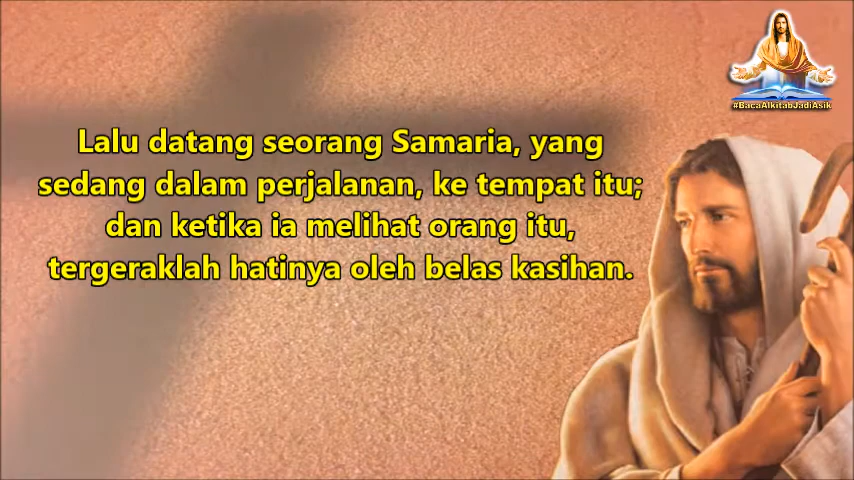 #BacaAlkitabJadiAsik
Lalu datang seorang Samaria, yang
sedang dalam perjalanan, ke tempat itu;
dan ketika ia melihat orang itu,
tergeraklah hatinya oleh belas kasihan.